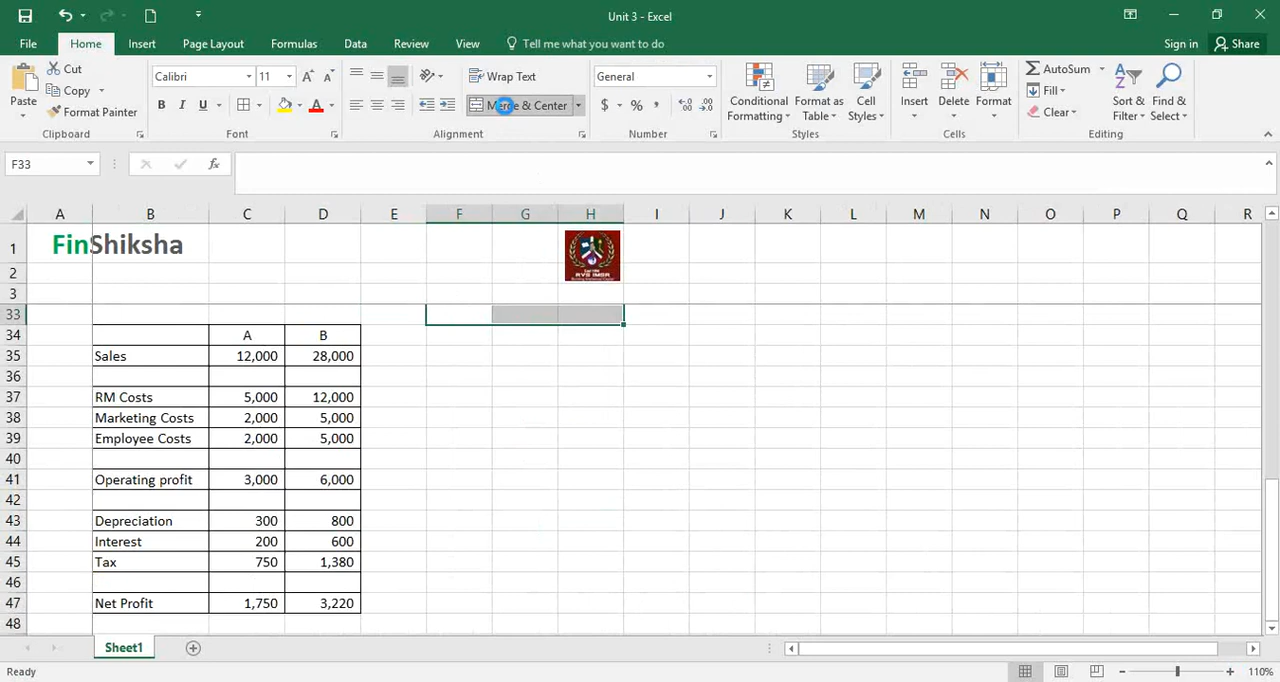 Unit 3 - Excel
File Home Insert Page Layout Formulas Data Review View Tell me what you want to do Sign in Share
Paste Cut Copy Format Painter
Calibri 11
B I U
Wrap Text
Merge & Center
General
$ % ,
Conditional Formatting Format as Table Cell Styles
Insert Delete Format
AutoSum Fill Clear
Sort & Filter Find & Select
Clipboard Font Alignment Number Styles Cells Editing
F33 fx
A B C D E F G H I J K L M N O P Q R
1 FinShiksha
RVS IMSR
2
3
33
34 A B
35 Sales 12,000 28,000
36
37 RM Costs 5,000 12,000
38 Marketing Costs 2,000 5,000
39 Employee Costs 2,000 5,000
40
41 Operating profit 3,000 6,000
42
43 Depreciation 300 800
44 Interest 200 600
45 Tax 750 1,380
46
47 Net Profit 1,750 3,220
48
Sheet1
Ready 110%